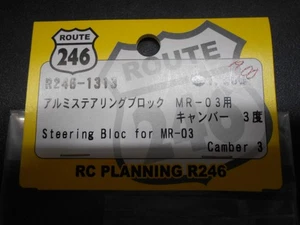 ROUTE
246
ROUTE
R246-1313
アルミステアリングブロック MR-03用
キャンバー 3度
Steering Bloc for MR-03
Camber 3
RC PLANNING R246